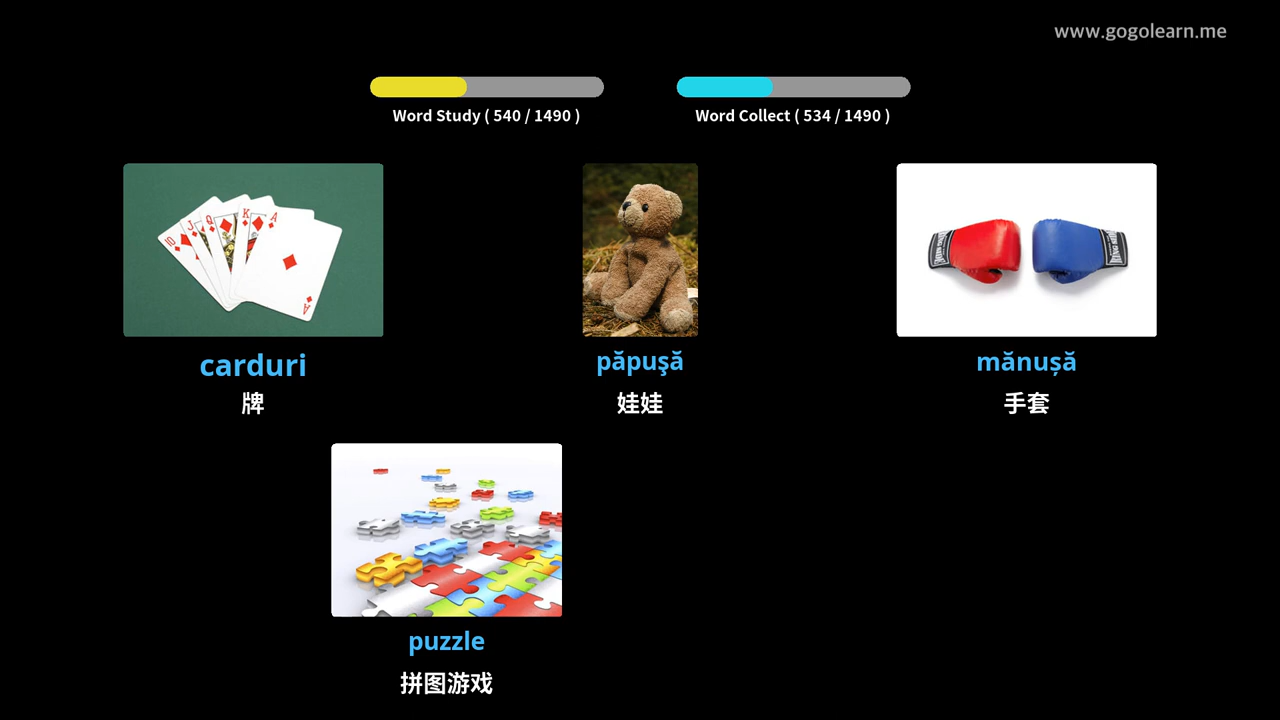 www.gogolearn.me
Word Study ( 540 / 1490 )
Word Collect ( 534 / 1490 )
10 J Q K A
A
carduri
păpuşă
mănușă
牌
娃娃
手套
puzzle
拼图游戏